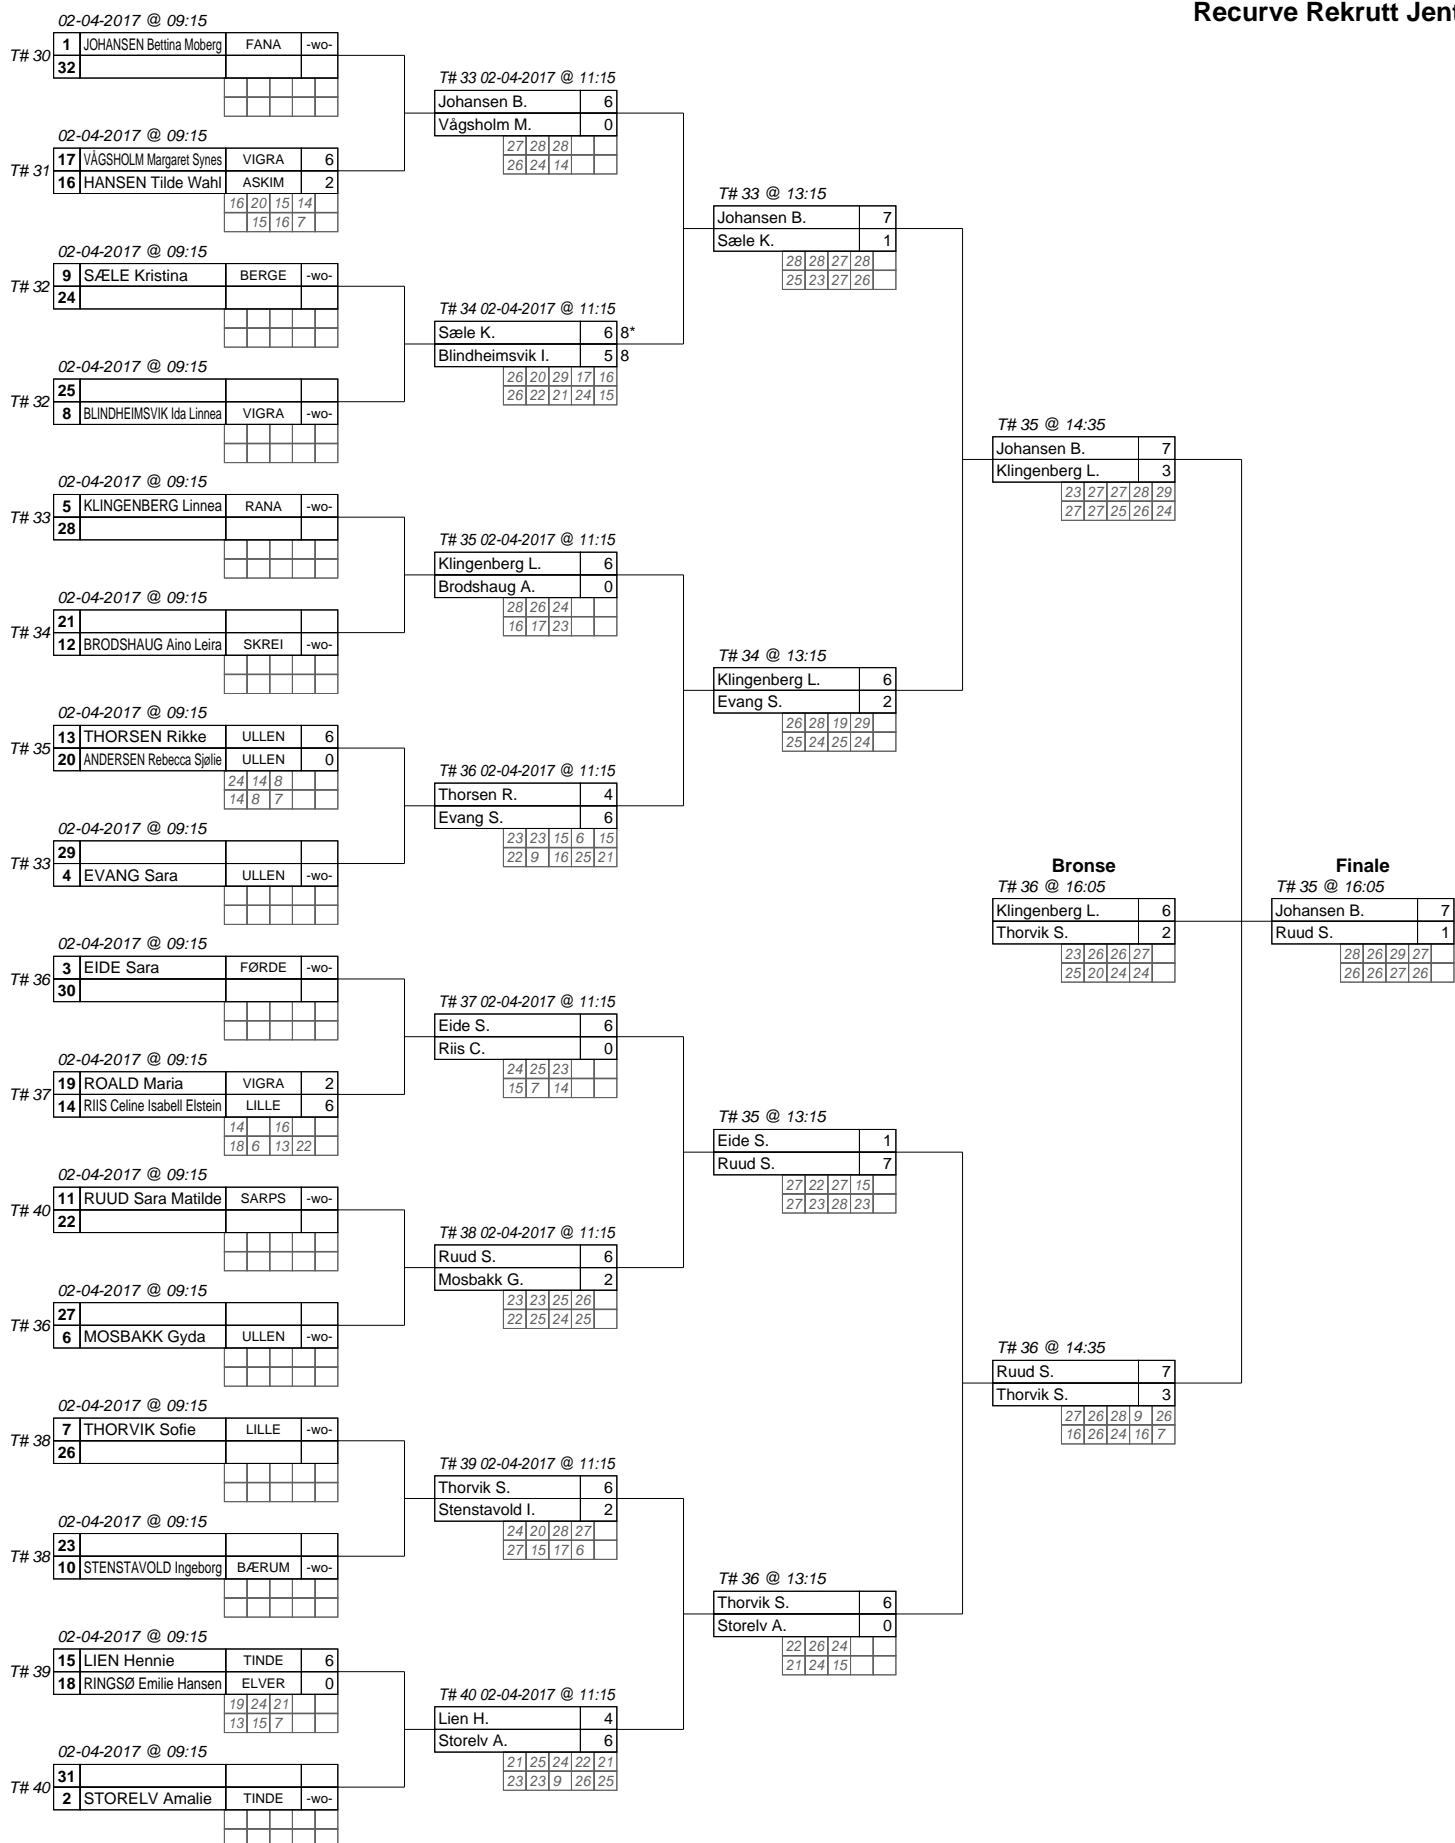 Recurve Rekrutt Jent
02-04-2017 @ 09:15
T# 30
1 JOHANSEN Bettina Moberg FANA -wo-
32
02-04-2017 @ 09:15
T# 31
17 VÅGSHOLM Margaret Synes VIGRA 6
16 HANSEN Tilde Wahl ASKIM 2
16 20 15 14
15 16 7
02-04-2017 @ 09:15
T# 32
9 SÆLE Kristina BERGE -wo-
24
02-04-2017 @ 09:15
T# 32
25
8 BLINDHEIMSVIK Ida Linnea VIGRA -wo-
02-04-2017 @ 09:15
T# 33
5 KLINGENBERG Linnea RANA -wo-
28
02-04-2017 @ 09:15
T# 34
21
12 BRODSHAUG Aino Leira SKREI -wo-
02-04-2017 @ 09:15
T# 35
13 THORSEN Rikke ULLEN 6
20 ANDERSEN Rebecca Sjølie ULLEN 0
24 14 8
14 8 7
02-04-2017 @ 09:15
T# 33
29
4 EVANG Sara ULLEN -wo-
02-04-2017 @ 09:15
T# 36
3 EIDE Sara FØRDE -wo-
30
02-04-2017 @ 09:15
T# 37
19 ROALD Maria VIGRA 2
14 RIIS Celine Isabell Elstein LILLE 6
14 16
18 6 13 22
02-04-2017 @ 09:15
T# 40
11 RUUD Sara Matilde SARPS -wo-
22
02-04-2017 @ 09:15
T# 36
27
6 MOSBAKK Gyda ULLEN -wo-
02-04-2017 @ 09:15
T# 38
7 THORVIK Sofie LILLE -wo-
26
02-04-2017 @ 09:15
T# 38
23
10 STENSTAVOLD Ingeborg BÆRUM -wo-
02-04-2017 @ 09:15
T# 39
15 LIEN Hennie TINDE 6
18 RINGSØ Emilie Hansen ELVER 0
19 24 21
13 15 7
02-04-2017 @ 09:15
T# 40
31
2 STORELV Amalie TINDE -wo-
T# 33 02-04-2017 @ 11:15
Johansen B. 6
Vågsholm M. 0
27 28 28
26 24 14
T# 34 02-04-2017 @ 11:15
Sæle K. 6 8*
Blindheimsvik I. 5 8
26 20 29 17 16
26 22 21 24 15
T# 35 02-04-2017 @ 11:15
Klingenberg L. 6
Brodshaug A. 0
28 26 24
16 17 23
T# 36 02-04-2017 @ 11:15
Thorsen R. 4
Evang S. 6
23 23 15 6 15
22 9 16 25 21
T# 37 02-04-2017 @ 11:15
Eide S. 6
Riis C. 0
24 25 23
15 7 14
T# 38 02-04-2017 @ 11:15
Ruud S. 6
Mosbakk G. 2
23 23 25 26
22 25 24 25
T# 39 02-04-2017 @ 11:15
Thorvik S. 6
Stenstavold I. 2
24 20 28 27
27 15 17 6
T# 40 02-04-2017 @ 11:15
Lien H. 4
Storelv A. 6
21 25 24 22 21
23 23 9 26 25
T# 33 @ 13:15
Johansen B. 7
Sæle K. 1
28 28 27 28
25 23 27 26
T# 34 @ 13:15
Klingenberg L. 6
Evang S. 2
26 28 19 29
25 24 25 24
T# 35 @ 13:15
Eide S. 1
Ruud S. 7
27 22 27 15
27 23 28 23
T# 36 @ 13:15
Thorvik S. 6
Storelv A. 0
22 26 24
21 24 15
T# 35 @ 14:35
Johansen B. 7
Klingenberg L. 3
23 27 27 28 29
27 27 25 26 24
Bronse
T# 36 @ 16:05
Klingenberg L. 6
Thorvik S. 2
23 26 26 27
25 20 24 24
T# 36 @ 14:35
Ruud S. 7
Thorvik S. 3
27 26 28 9 26
16 26 24 16 7
Finale
T# 35 @ 16:05
Johansen B. 7
Ruud S. 1
28 26 29 27
26 26 27 26